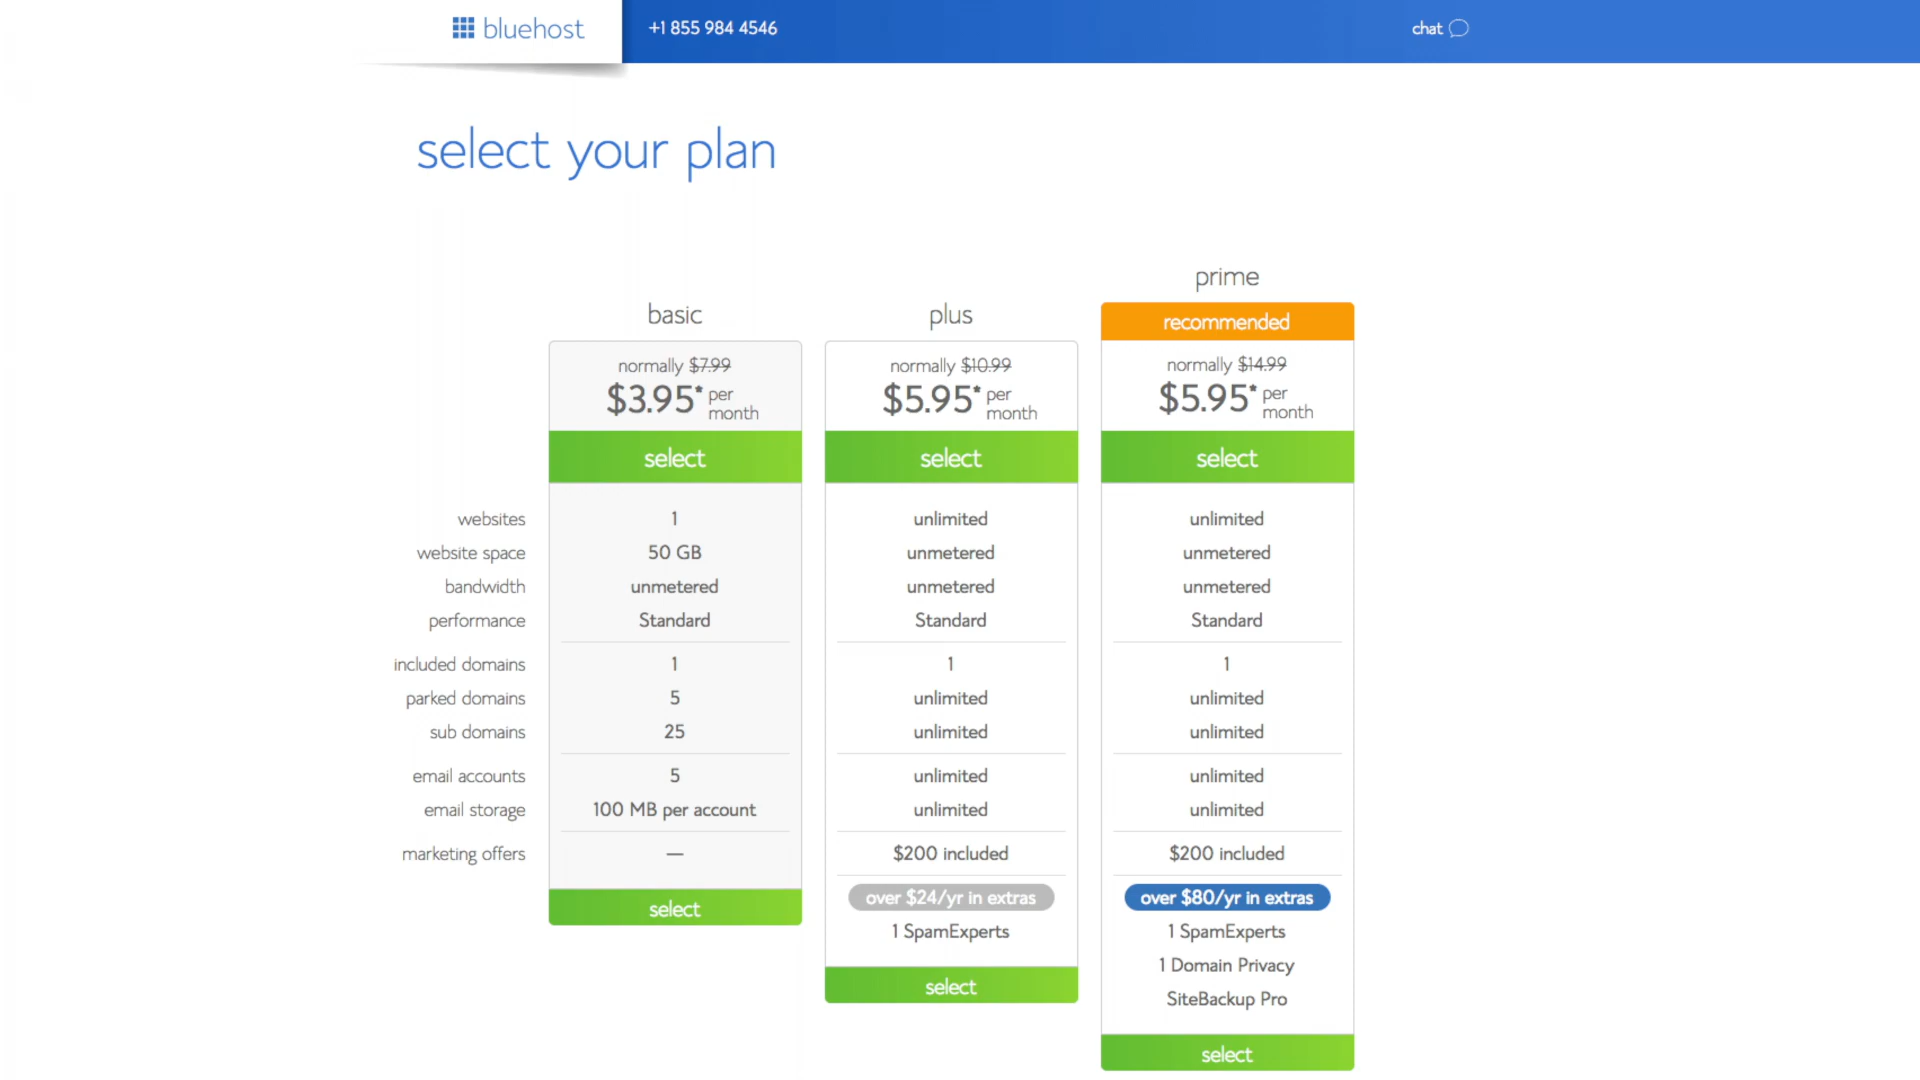 bluehost
+1 855 984 4546
chat
select your plan
basic
plus
prime
recommended
normally $7.99
$3.95* per month
normally $10.99
$5.95* per month
normally $14.99
$5.95* per month
select
select
select
websites 1 unlimited unlimited
website space 50 GB unmetered unmetered
bandwidth unmetered unmetered unmetered
performance Standard Standard Standard
included domains 1 1 1
parked domains 5 unlimited unlimited
sub domains 25 unlimited unlimited
email accounts 5 unlimited unlimited
email storage 100 MB per account unlimited unlimited
marketing offers — $200 included $200 included
select
over $24/yr in extras
1 SpamExperts
select
over $80/yr in extras
1 SpamExperts
1 Domain Privacy
SiteBackup Pro
select